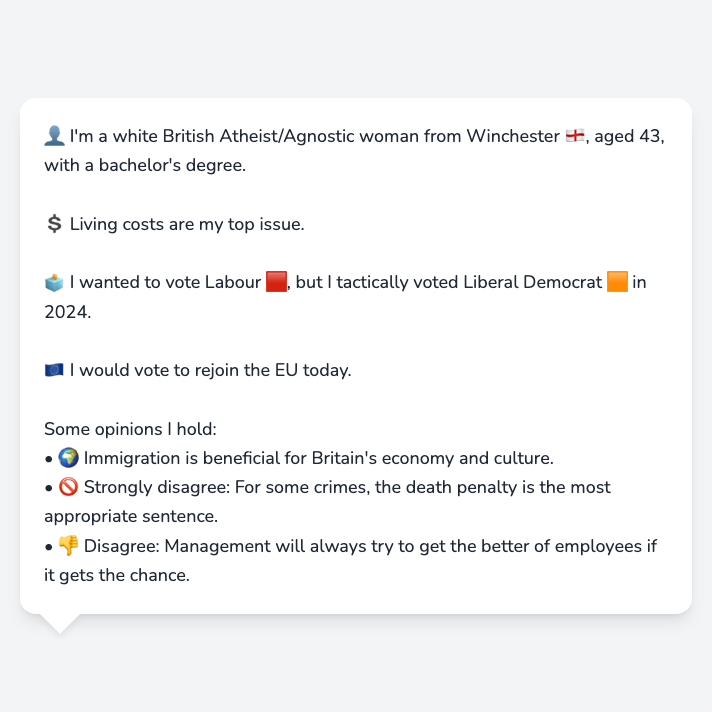 👤 I'm a white British Atheist/Agnostic woman from Winchester 🏴󠁧󠁢󠁥󠁮󠁧󠁿, aged 43,
with a bachelor's degree.
💲 Living costs are my top issue.
🗳️ I wanted to vote Labour 🟥, but I tactically voted Liberal Democrat 🟧 in
2024.
🇪🇺 I would vote to rejoin the EU today.
Some opinions I hold:
• 🌍 Immigration is beneficial for Britain's economy and culture.
• 🚫 Strongly disagree: For some crimes, the death penalty is the most
appropriate sentence.
• 👎 Disagree: Management will always try to get the better of employees if
it gets the chance.